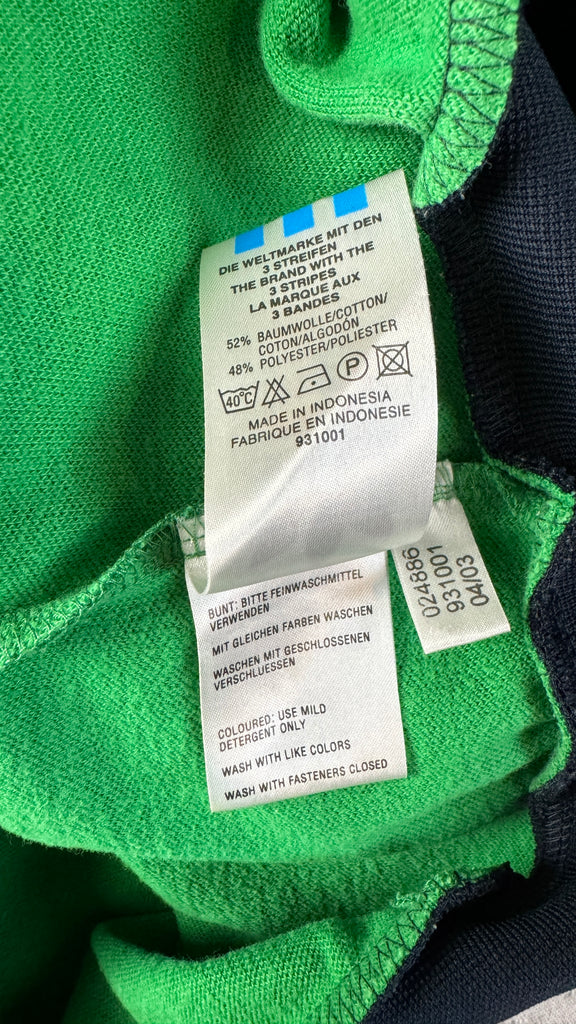 DIE WELTMARKE MIT DEN
3 STREIFEN
THE BRAND WITH THE
3 STRIPES
LA MARQUE AUX
3 BANDES
52% BAUMWOLLE/COTTON/
COTON/ALGODÓN
48% POLYESTER/POLIESTER
40°C P
MADE IN INDONESIA
FABRIQUE EN INDONESIE
931001
024886
931001
04/03
BUNT: BITTE FEINWASCHMITTEL
VERWENDEN
MIT GLEICHEN FARBEN WASCHEN
WASCHEN MIT GESCHLOSSENEN
VERSCHLUESSEN
COLOURED: USE MILD
DETERGENT ONLY
WASH WITH LIKE COLORS
WASH WITH FASTENERS CLOSED